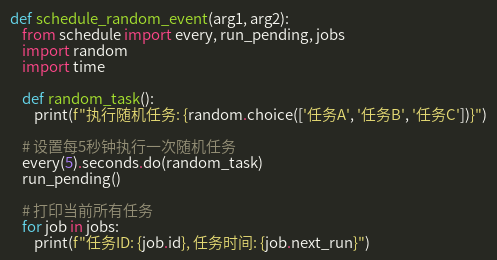 def schedule_random_event(arg1, arg2):
    from schedule import every, run_pending, jobs
    import random
    import time

    def random_task():
        print(f"执行随机任务: {random.choice(['任务A', '任务B', '任务C'])}")

    # 设置每5秒钟执行一次随机任务
    every(5).seconds.do(random_task)
    run_pending()

    # 打印当前所有任务
    for job in jobs:
        print(f"任务ID: {job.id}, 任务时间: {job.next_run}")